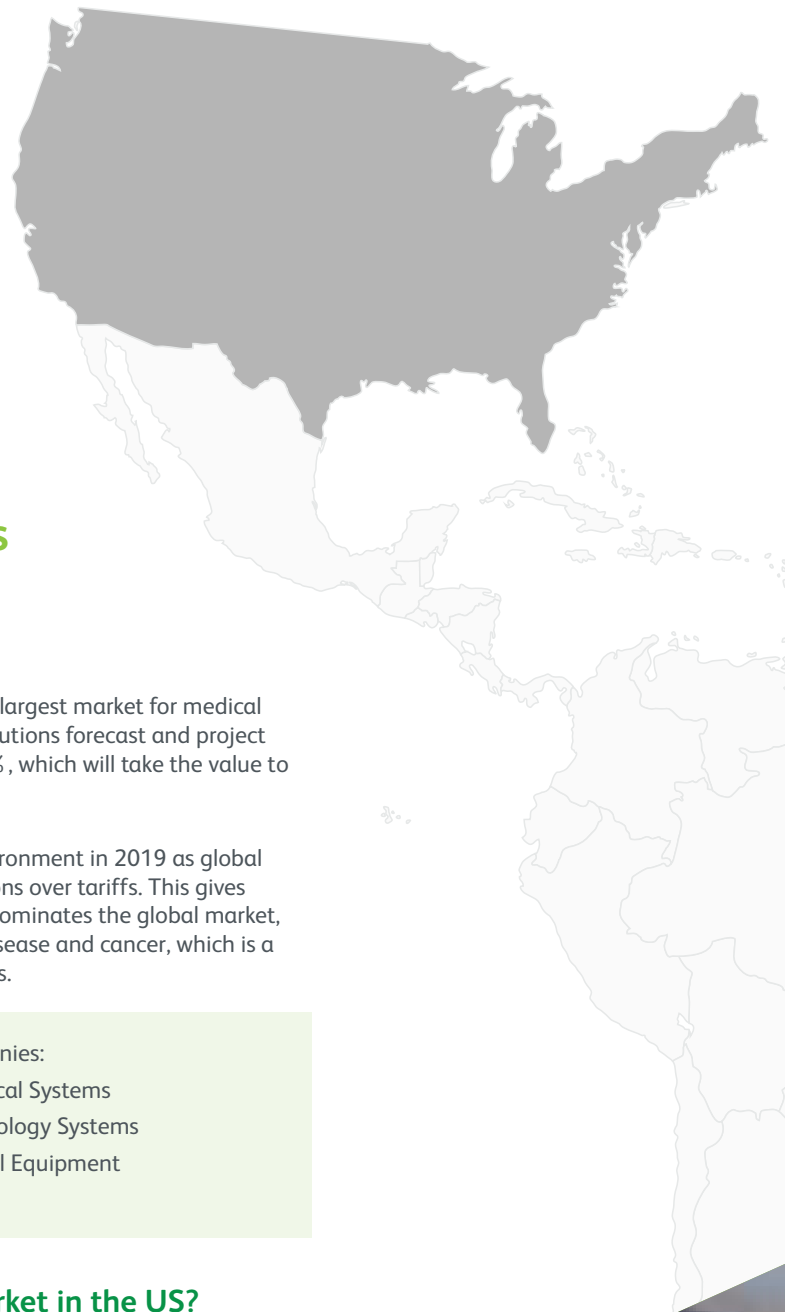 s
largest market for medical
utions forecast and project
%, which will take the value to
ronment in 2019 as global
ns over tariffs. This gives
ominates the global market,
sease and cancer, which is a
s.
nies:
cal Systems
ology Systems
l Equipment
rket in the US?